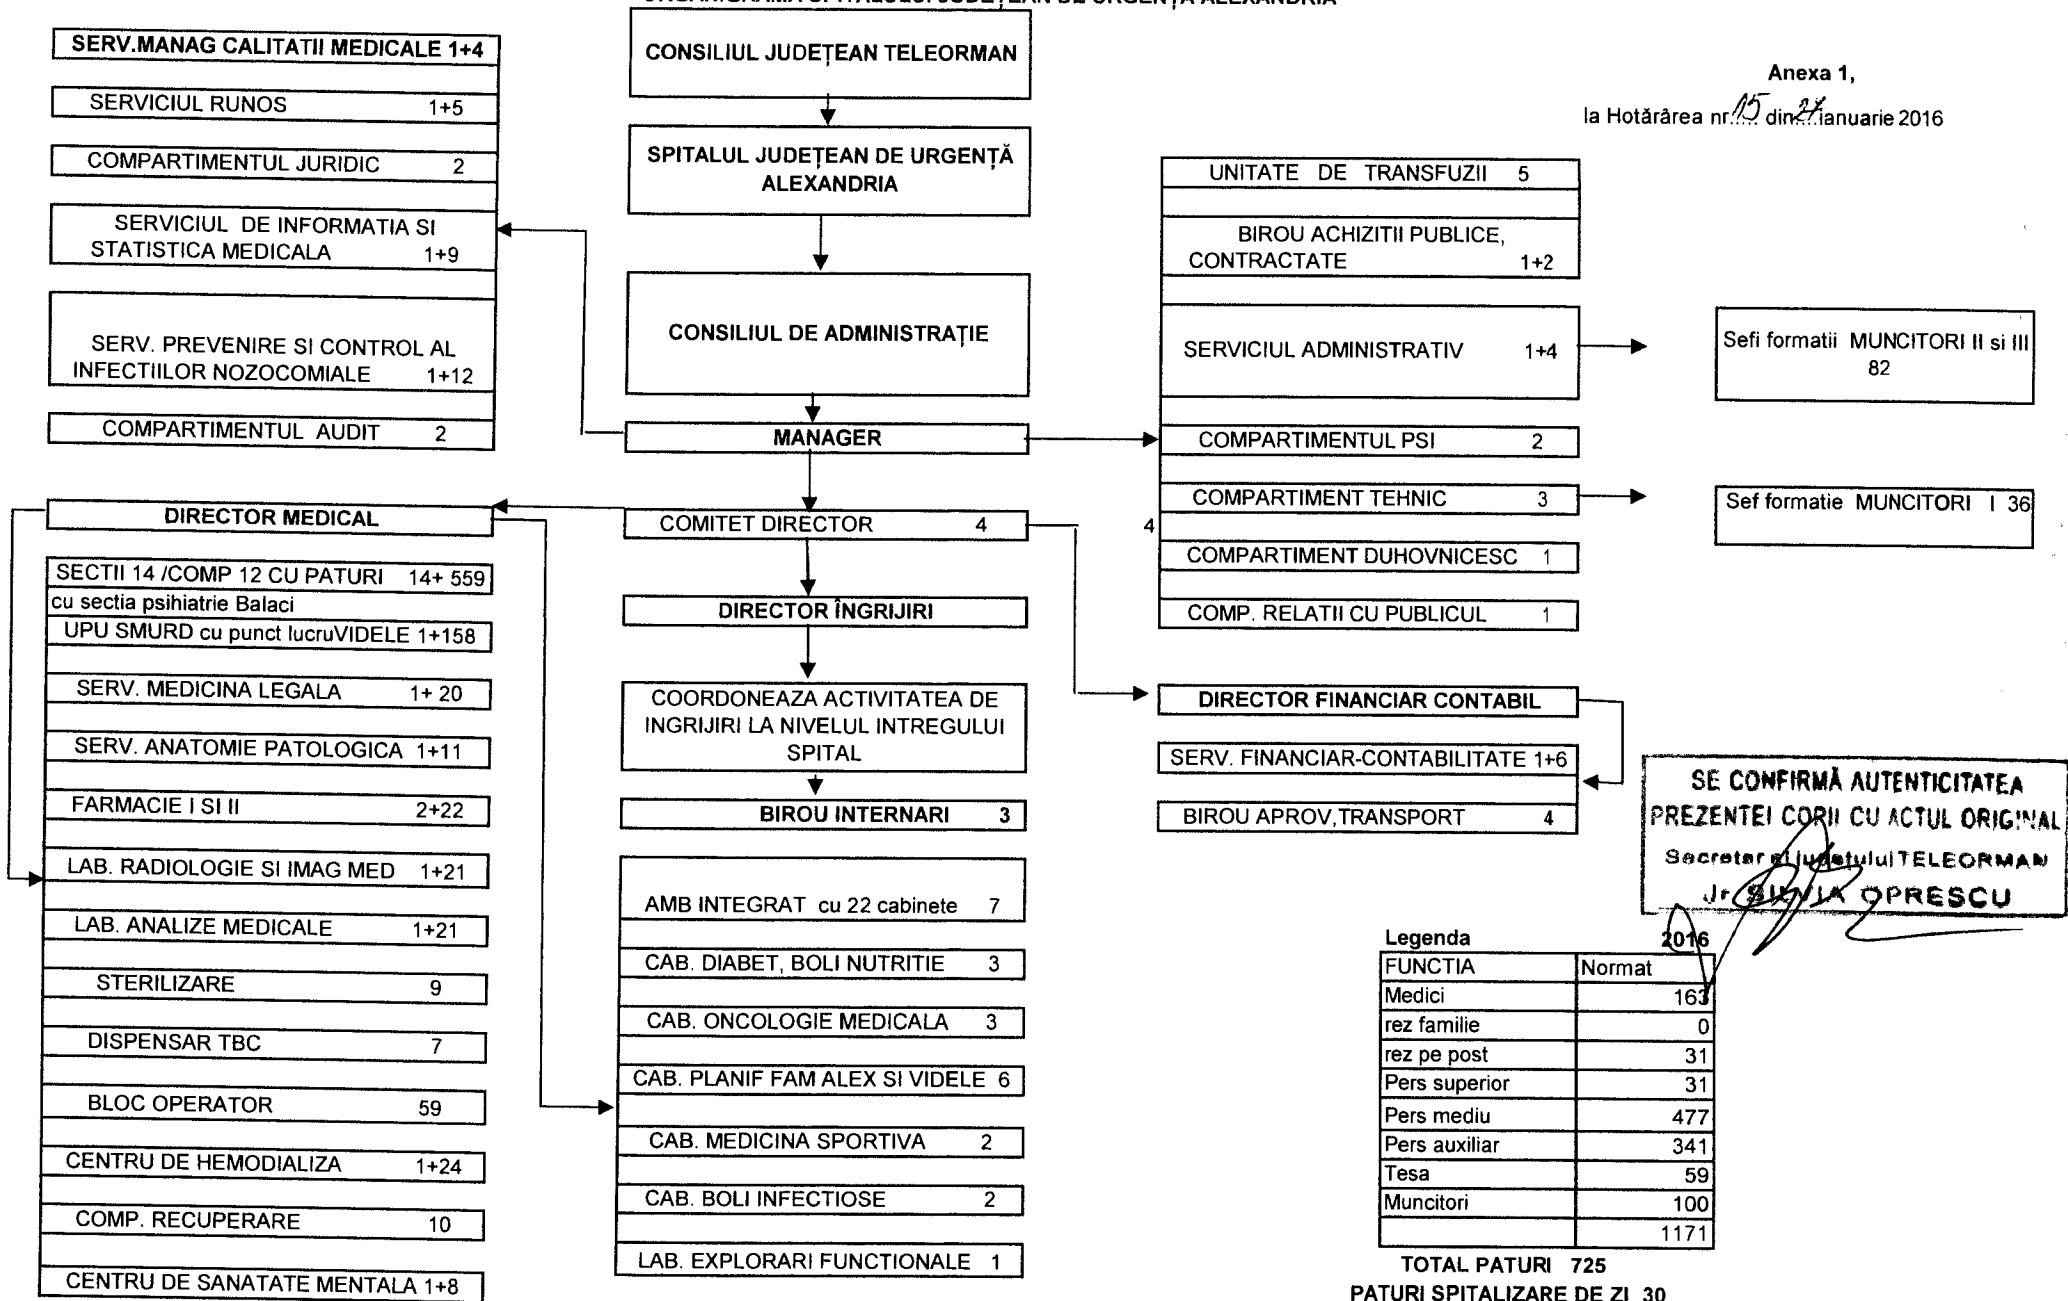 ORGANIGRAMA SPITALULUI JUDEȚEAN DE URGENȚĂ ALEXANDRIA
Anexa 1,
la Hotărârea nr. 15 din 27 ianuarie 2016
SERV.MANAG CALITATII MEDICALE 1+4
SERVICIUL RUNOS 1+5
COMPARTIMENTUL JURIDIC 2
SERVICIUL DE INFORMATIA SI
STATISTICA MEDICALA 1+9
SERV. PREVENIRE SI CONTROL AL
INFECTIILOR NOZOCOMIALE 1+12
COMPARTIMENTUL AUDIT 2
CONSILIUL JUDEȚEAN TELEORMAN
SPITALUL JUDEȚEAN DE URGENȚĂ
ALEXANDRIA
CONSILIUL DE ADMINISTRAȚIE
MANAGER
COMITET DIRECTOR 4
4
DIRECTOR ÎNGRIJIRI
COORDONEAZA ACTIVITATEA DE
INGRIJIRI LA NIVELUL INTREGULUI
SPITAL
BIROU INTERNARI 3
UNITATE DE TRANSFUZII 5
BIROU ACHIZITII PUBLICE,
CONTRACTATE 1+2
SERVICIUL ADMINISTRATIV 1+4
COMPARTIMENTUL PSI 2
COMPARTIMENT TEHNIC 3
COMPARTIMENT DUHOVNICESC 1
COMP. RELATII CU PUBLICUL 1
Sefi formatii MUNCITORI II si III
82
Sef formatie MUNCITORI I 36
DIRECTOR MEDICAL
SECTII 14 /COMP 12 CU PATURI 14+ 559
cu sectia psihiatrie Balaci
UPU SMURD cu punct lucruVIDELE 1+158
SERV. MEDICINA LEGALA 1+ 20
SERV. ANATOMIE PATOLOGICA 1+11
FARMACIE I SI II 2+22
LAB. RADIOLOGIE SI IMAG MED 1+21
LAB. ANALIZE MEDICALE 1+21
STERILIZARE 9
DISPENSAR TBC 7
BLOC OPERATOR 59
CENTRU DE HEMODIALIZA 1+24
COMP. RECUPERARE 10
CENTRU DE SANATATE MENTALA 1+8
AMB INTEGRAT cu 22 cabinete 7
CAB. DIABET, BOLI NUTRITIE 3
CAB. ONCOLOGIE MEDICALA 3
CAB. PLANIF FAM ALEX SI VIDELE 6
CAB. MEDICINA SPORTIVA 2
CAB. BOLI INFECTIOSE 2
LAB. EXPLORARI FUNCTIONALE 1
DIRECTOR FINANCIAR CONTABIL
SERV. FINANCIAR-CONTABILITATE 1+6
BIROU APROV,TRANSPORT 4
SE CONFIRMĂ AUTENTICITATEA
PREZENTEI COPII CU ACTUL ORIGINAL
Secretar al judetului TELEORMAN
Jr. SILVIA OPRESCU
Legenda 2016
FUNCTIA Normat
Medici 163
rez familie 0
rez pe post 31
Pers superior 31
Pers mediu 477
Pers auxiliar 341
Tesa 59
Muncitori 100
1171
TOTAL PATURI 725
PATURI SPITALIZARE DE ZI 30